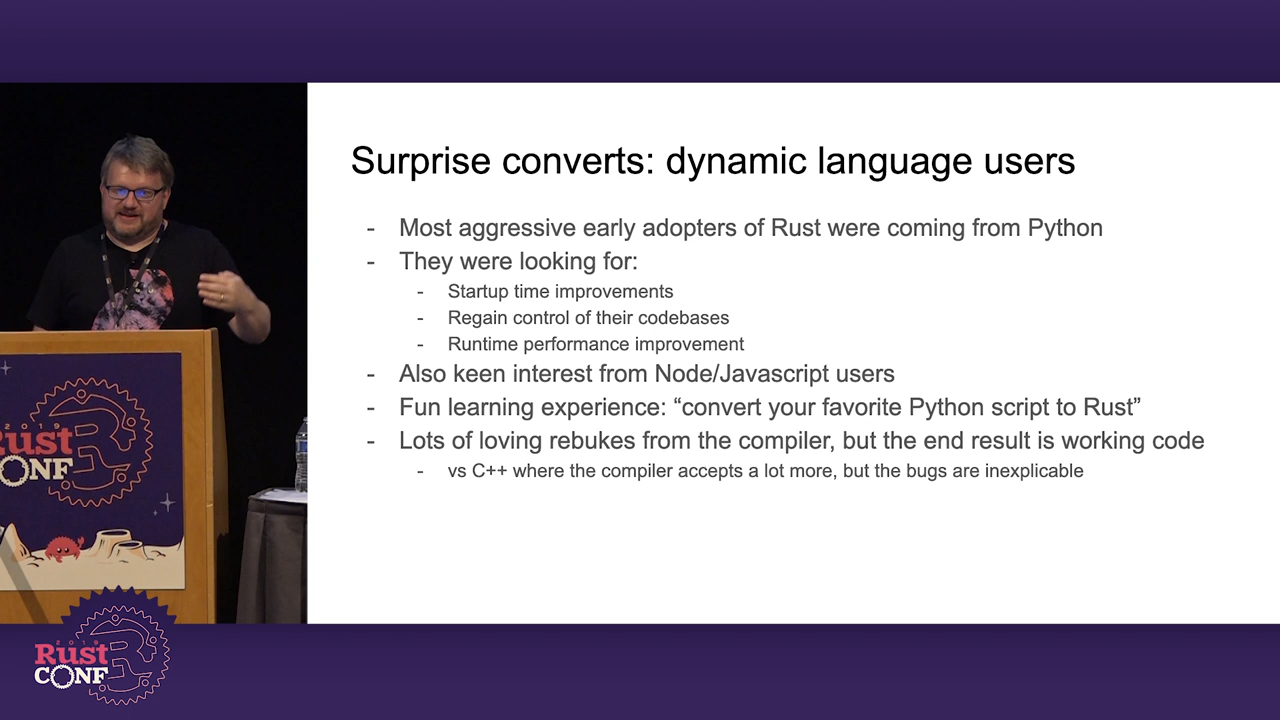 Surprise converts: dynamic language users
- Most aggressive early adopters of Rust were coming from Python
- They were looking for:
- Startup time improvements
- Regain control of their codebases
- Runtime performance improvement
- Also keen interest from Node/Javascript users
- Fun learning experience: “convert your favorite Python script to Rust”
- Lots of loving rebukes from the compiler, but the end result is working code
- vs C++ where the compiler accepts a lot more, but the bugs are inexplicable
2019
Rust
CONF
2019
Rust
CONF